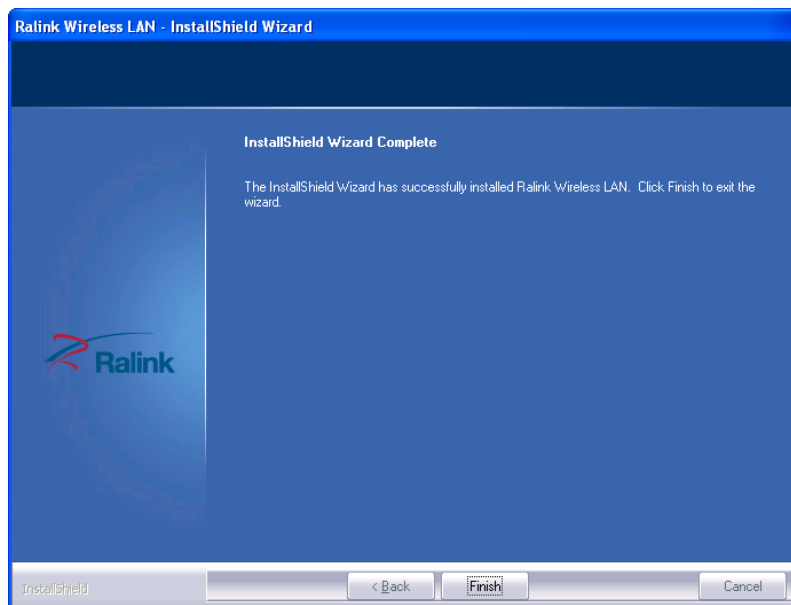 Ralink Wireless LAN - InstallShield Wizard
InstallShield Wizard Complete
The InstallShield Wizard has successfully installed Ralink Wireless LAN. Click Finish to exit the
wizard.
Ralink
InstallShield
< Back
Finish
Cancel